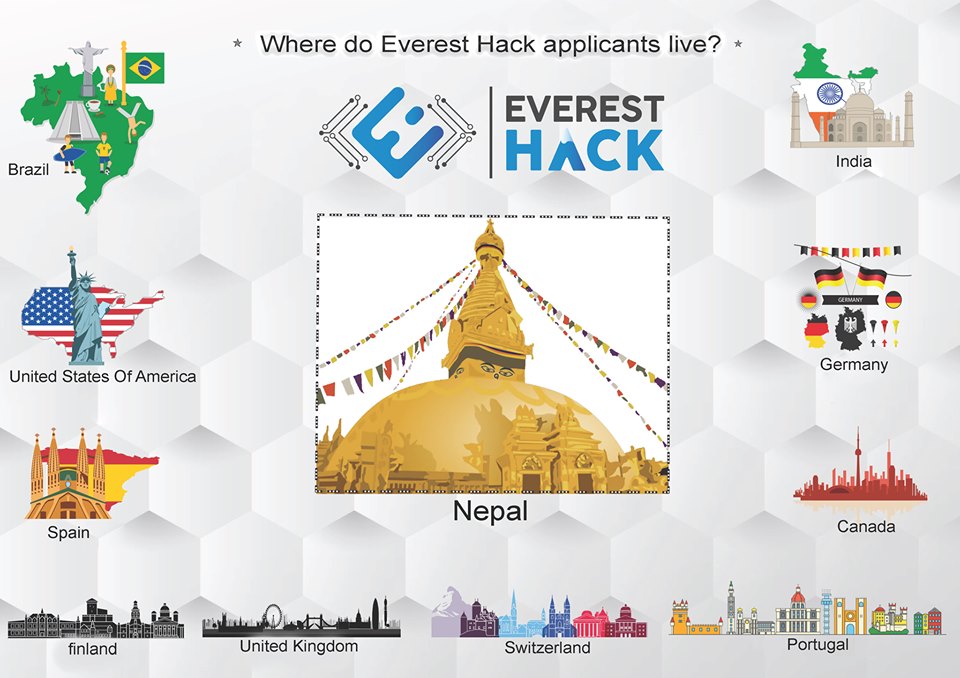 Where do Everest Hack applicants live?
EVEREST
HACK
Brazil
India
United States Of America
GERMANY
Germany
Spain
Nepal
Canada
finland
United Kingdom
Switzerland
Portugal